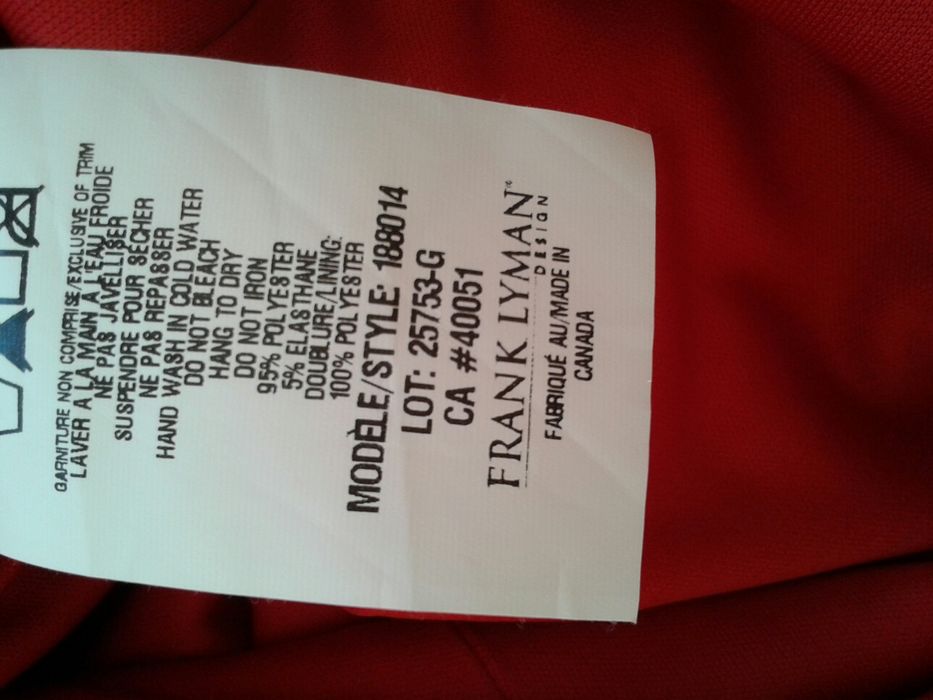 GARNITURE NON COMPRISE/EXCLUSIVE OF TRIM
LAVER A LA MAIN A L'EAU FROIDE
NE PAS JAVELLISER
SUSPENDRE POUR SECHER
NE PAS REPASSER
HAND WASH IN COLD WATER
DO NOT BLEACH
HANG TO DRY
DO NOT IRON
95% POLYESTER
5% ELASTHANE
DOUBLURE/LINING:
100% POLYESTER
MODÈLE/STYLE: 188014
LOT: 25753-G
CA #40051
FRANK LYMAN™
DESIGN
FABRIQUÉ AU/MADE IN
CANADA